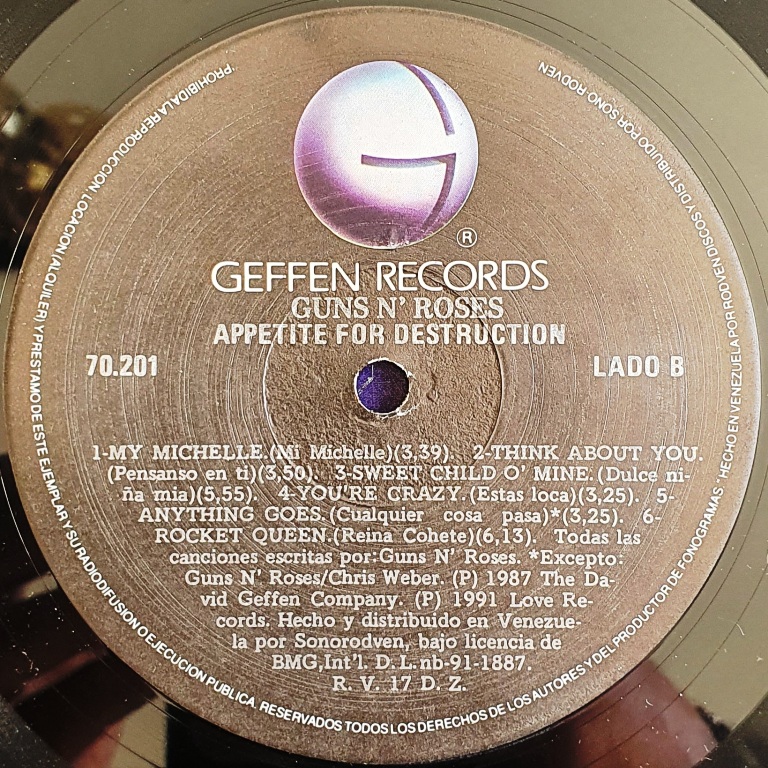 ®
GEFFEN RECORDS
GUNS N' ROSES
APPETITE FOR DESTRUCTION
70.201
LADO B
1-MY MICHELLE.(Mi Michelle)(3,39). 2-THINK ABOUT YOU.
(Pensanso en ti)(3,50). 3-SWEET CHILD O' MINE.(Dulce ni-
ña mia)(5,55). 4-YOU'RE CRAZY.(Estas loca)(3,25). 5-
ANYTHING GOES.(Cualquier cosa pasa)*(3,25). 6-
ROCKET QUEEN.(Reina Cohete)(6,13). Todas las
canciones escritas por:Guns N' Roses. *Excepto:
Guns N' Roses/Chris Weber. (P) 1987 The Da-
vid Geffen Company. (P) 1991 Love Re-
cords. Hecho y distribuido en Venezue-
la por Sonorodven, bajo licencia de
BMG,Int'l. D.L.nb-91-1887.
R. V. 17 D. Z.
"PROHIBIDA LA REPRODUCCION, LOCACION (ALQUILER) Y PRESTAMO DE ESTE EJEMPLAR Y SU RADIODIFUSION O EJECUCION PUBLICA. RESERVADOS TODOS LOS DERECHOS DE LOS AUTORES Y DEL PRODUCTOR DE FONOGRAMAS" HECHO EN VENEZUELA POR RODVEN DISCOS Y DISTRIBUIDO POR SONO RODVEN